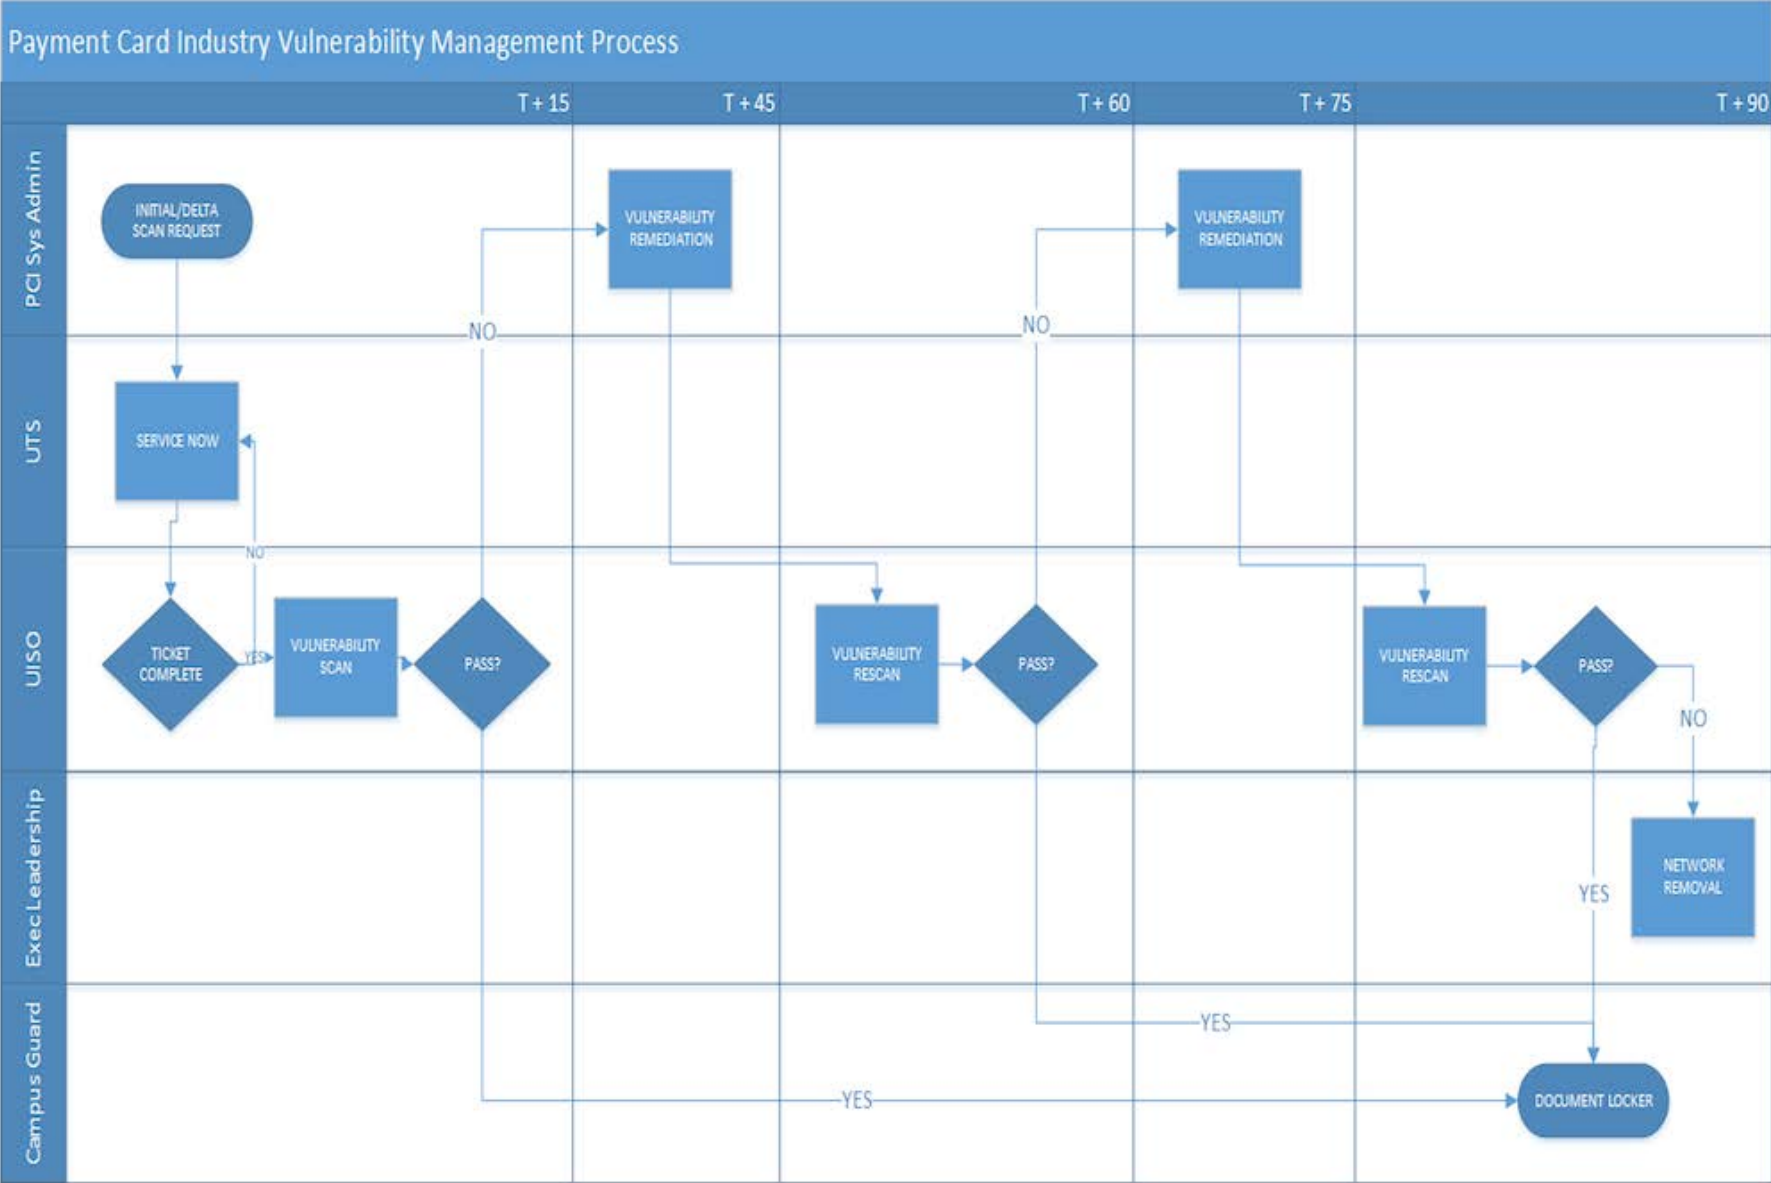 Payment Card Industry Vulnerability Management Process
T + 15
T + 45
T + 60
T + 75
T + 90
PCI Sys Admin
INITIAL/DELTA
SCAN REQUEST
VULNERABILITY
REMEDIATION
VULNERABILITY
REMEDIATION
NO
NO
UTS
SERVICE NOW
NO
UISO
TICKET
COMPLETE
YES
VULNERABILITY
SCAN
PASS?
VULNERABILITY
RESCAN
PASS?
VULNERABILITY
RESCAN
PASS?
NO
Exec Leadership
NETWORK
REMOVAL
YES
Campus Guard
YES
YES
DOCUMENT LOCKER